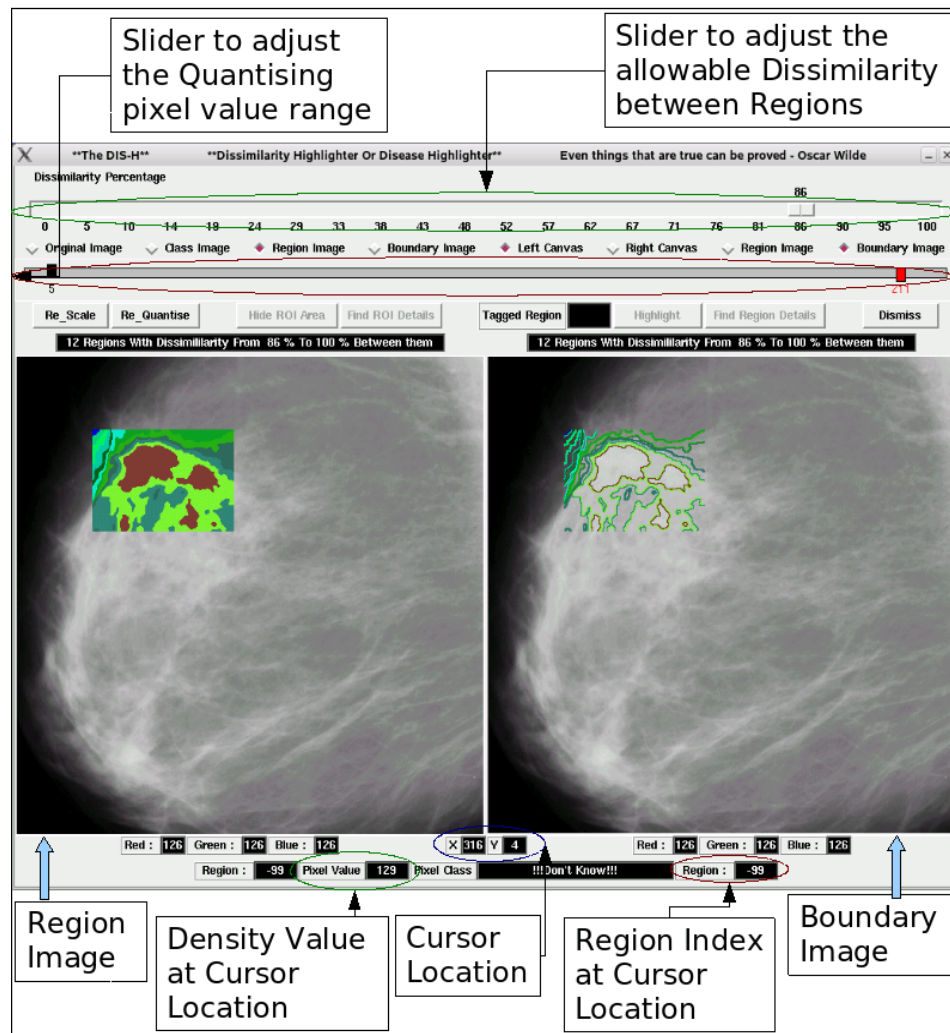 Slider to adjust
the Quantising
pixel value range
Slider to adjust the
allowable Dissimilarity
between Regions
**The DIS-H** **Dissimilarity Highlighter Or Disease Highlighter** Even things that are true can be proved - Oscar Wilde
Dissimilarity Percentage
86
0 5 10 14 19 24 29 33 38 43 48 52 57 62 67 71 76 81 86 90 95 100
Original Image Class Image Region Image Boundary Image Left Canvas Right Canvas Region Image Boundary Image
5 211
Re_Scale Re_Quantise Hide ROI Area Find ROI Details Tagged Region Highlight Find Region Details Dismiss
12 Regions With Dissimililarity From 86 % To 100 % Between them 12 Regions With Dissimililarity From 86 % To 100 % Between them
Red : 126 Green : 126 Blue : 126 X 316 Y 4 Red : 126 Green : 126 Blue : 126
Region : -99 Pixel Value 129 Pixel Class !!!Don't Know!!! Region : -99
Region
Image
Density Value
at Cursor
Location
Cursor
Location
Region Index
at Cursor
Location
Boundary
Image